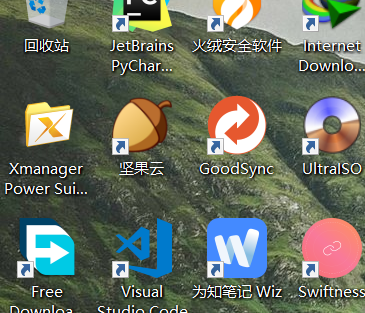 回收站
JetBrains
PyChar...
火绒安全软件
Internet
Downlo...
Xmanager
Power Sui...
坚果云
GoodSync
UltraISO
Free
Downloa...
Visual
Studio Code
为知笔记 Wiz
Swiftness